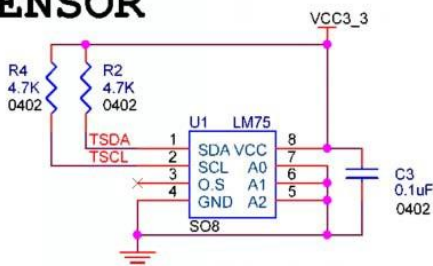 ENSOR
VCC3_3
R4
4.7K
0402
R2
4.7K
0402
U1 LM75
TSDA 1 SDA VCC 8
TSCL 2 SCL A0 7
3 O.S A1 6
4 GND A2 5
SO8
C3
0.1uF
0402